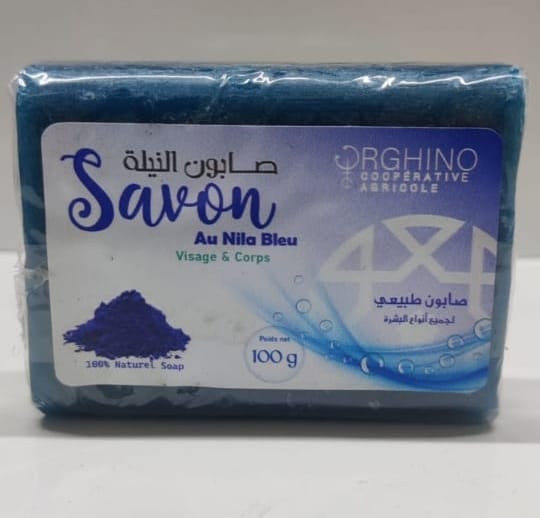 صابون النيلة
Savon
Au Nila Bleu
Visage & Corps
100% Naturel Soap
Poids net
100 g
ORGHINO
COOPÉRATIVE
AGRICOLE
صابون طبيعي
لجميع أنواع البشرة